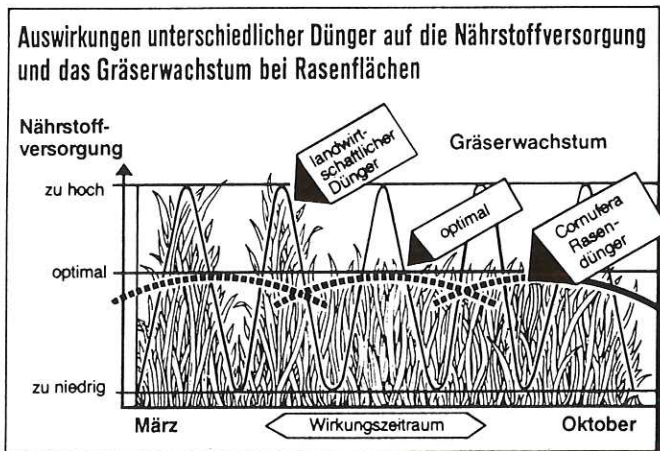 Auswirkungen unterschiedlicher Dünger auf die Nährstoffversorgung
und das Gräserwachstum bei Rasenflächen
Nährstoff-
versorgung
landwirt-
schaftlicher
Dünger
Gräserwachstum
zu hoch
optimal
Cornufera
Rasen-
dünger
optimal
zu niedrig
März
Wirkungszeitraum
Oktober